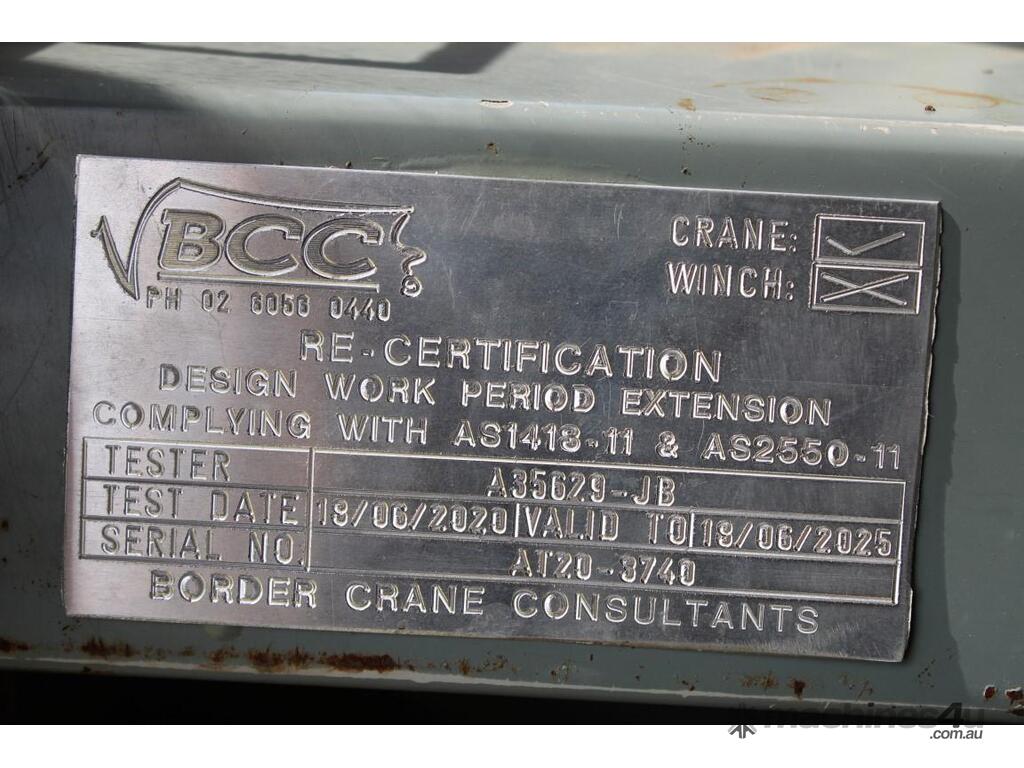 BCC
PH 02 6056 0440
CRANE:
WINCH:
RE-CERTIFICATION
DESIGN WORK PERIOD EXTENSION
COMPLYING WITH AS1418-11 & AS2550-11
TESTER A35629-JB
TEST DATE 18/06/2020 VALID TO 18/06/2025
SERIAL NO. AT20-3740
BORDER CRANE CONSULTANTS
machines4u
.com.au